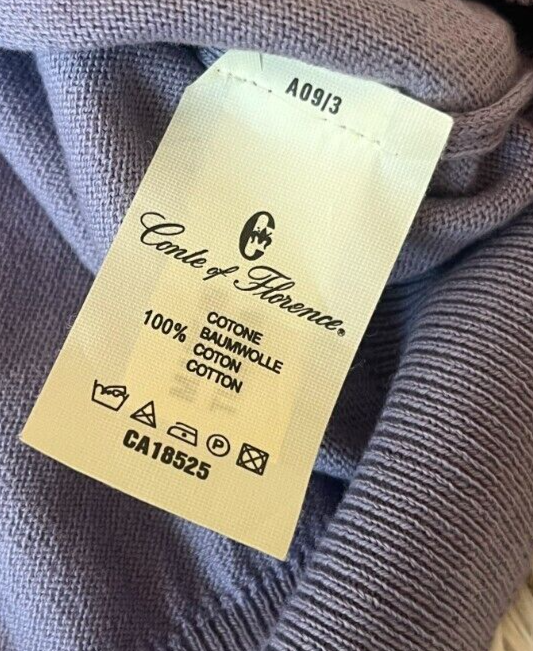 A09/3
C
Conte of Florence®
100% COTONE
BAUMWOLLE
COTON
COTTON
P
CA18525